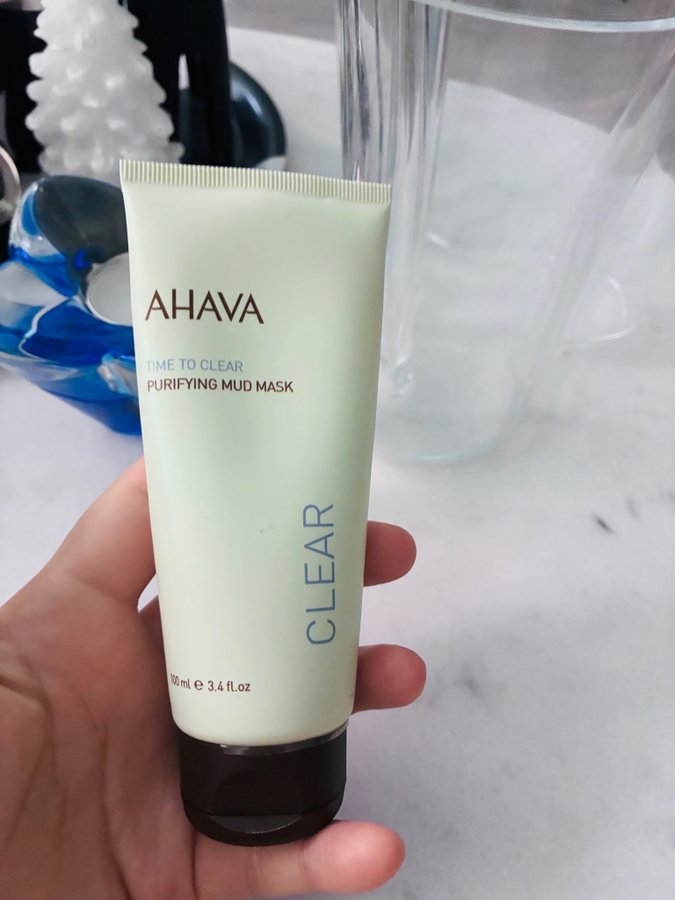 AHAVA
TIME TO CLEAR
PURIFYING MUD MASK
CLEAR
100 ml e 3.4 fl.oz